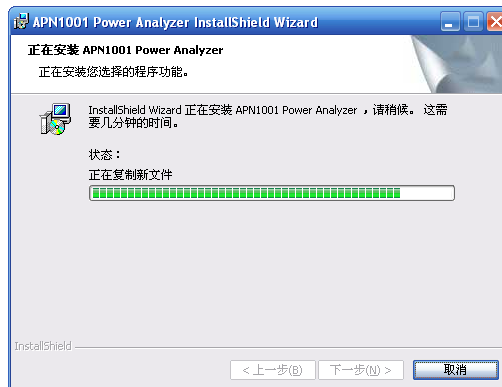 APN1001 Power Analyzer InstallShield Wizard
正在安装 APN1001 Power Analyzer
正在安装您选择的程序功能。
InstallShield Wizard 正在安装 APN1001 Power Analyzer ，请稍候。 这需
要几分钟的时间。
状态：
正在复制新文件
InstallShield
< 上一步(B)
下一步(N) >
取消